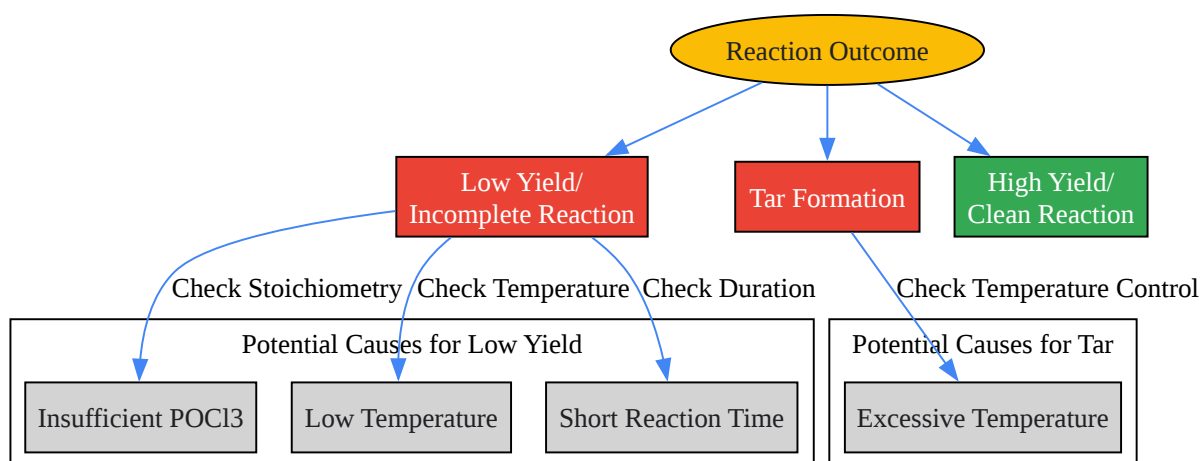 Reaction Outcome
Low Yield/
Incomplete Reaction
Tar Formation
High Yield/
Clean Reaction
Check Stoichiometry
Check Temperature
Check Duration
Check Temperature Control
Potential Causes for Low Yield
Potential Causes for Tar
Insufficient POCl3
Low Temperature
Short Reaction Time
Excessive Temperature